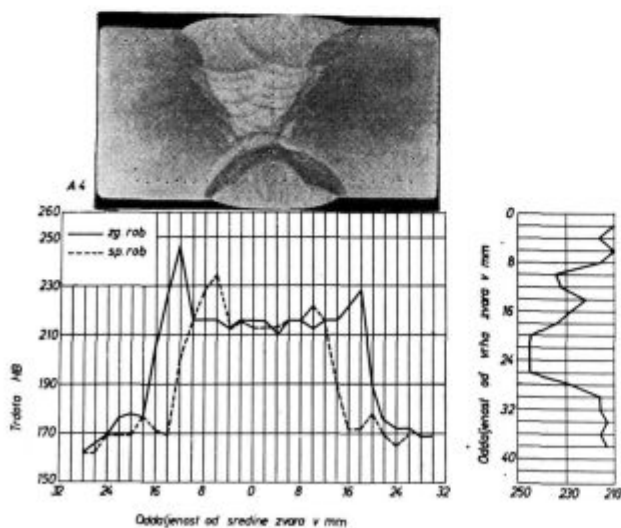 A 4
260
250
230
210
190
170
150
zg. rob
sp. rob
Trdota HB
32 24 16 8 0 8 16 24 32
Oddaljenost od sredine zvara v mm
0
8
16
24
32
40
250 230 210
Oddaljenost od vrha zvara v mm